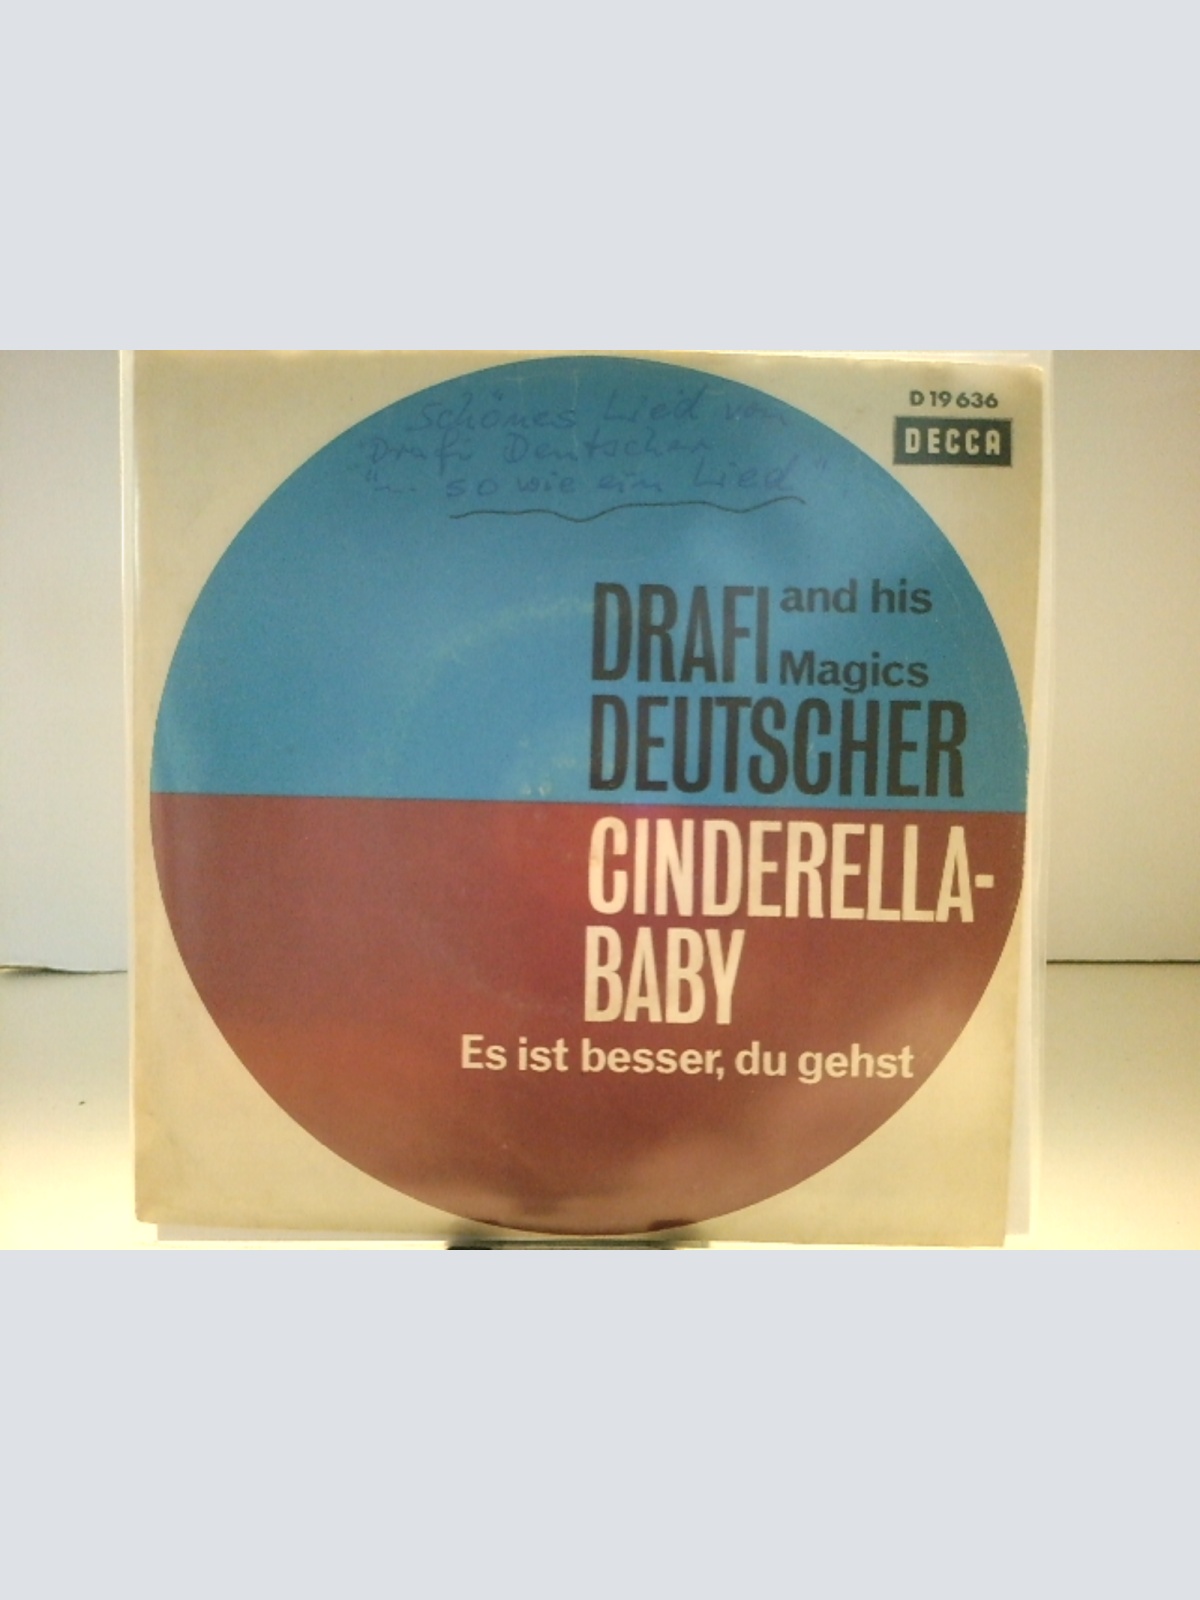 D 19 636
DECCA
Schönes Lied von
Drafi Deutscher
"... so wie ein Lied"
DRAFI and his
Magics
DEUTSCHER
CINDERELLA-
BABY
Es ist besser, du gehst